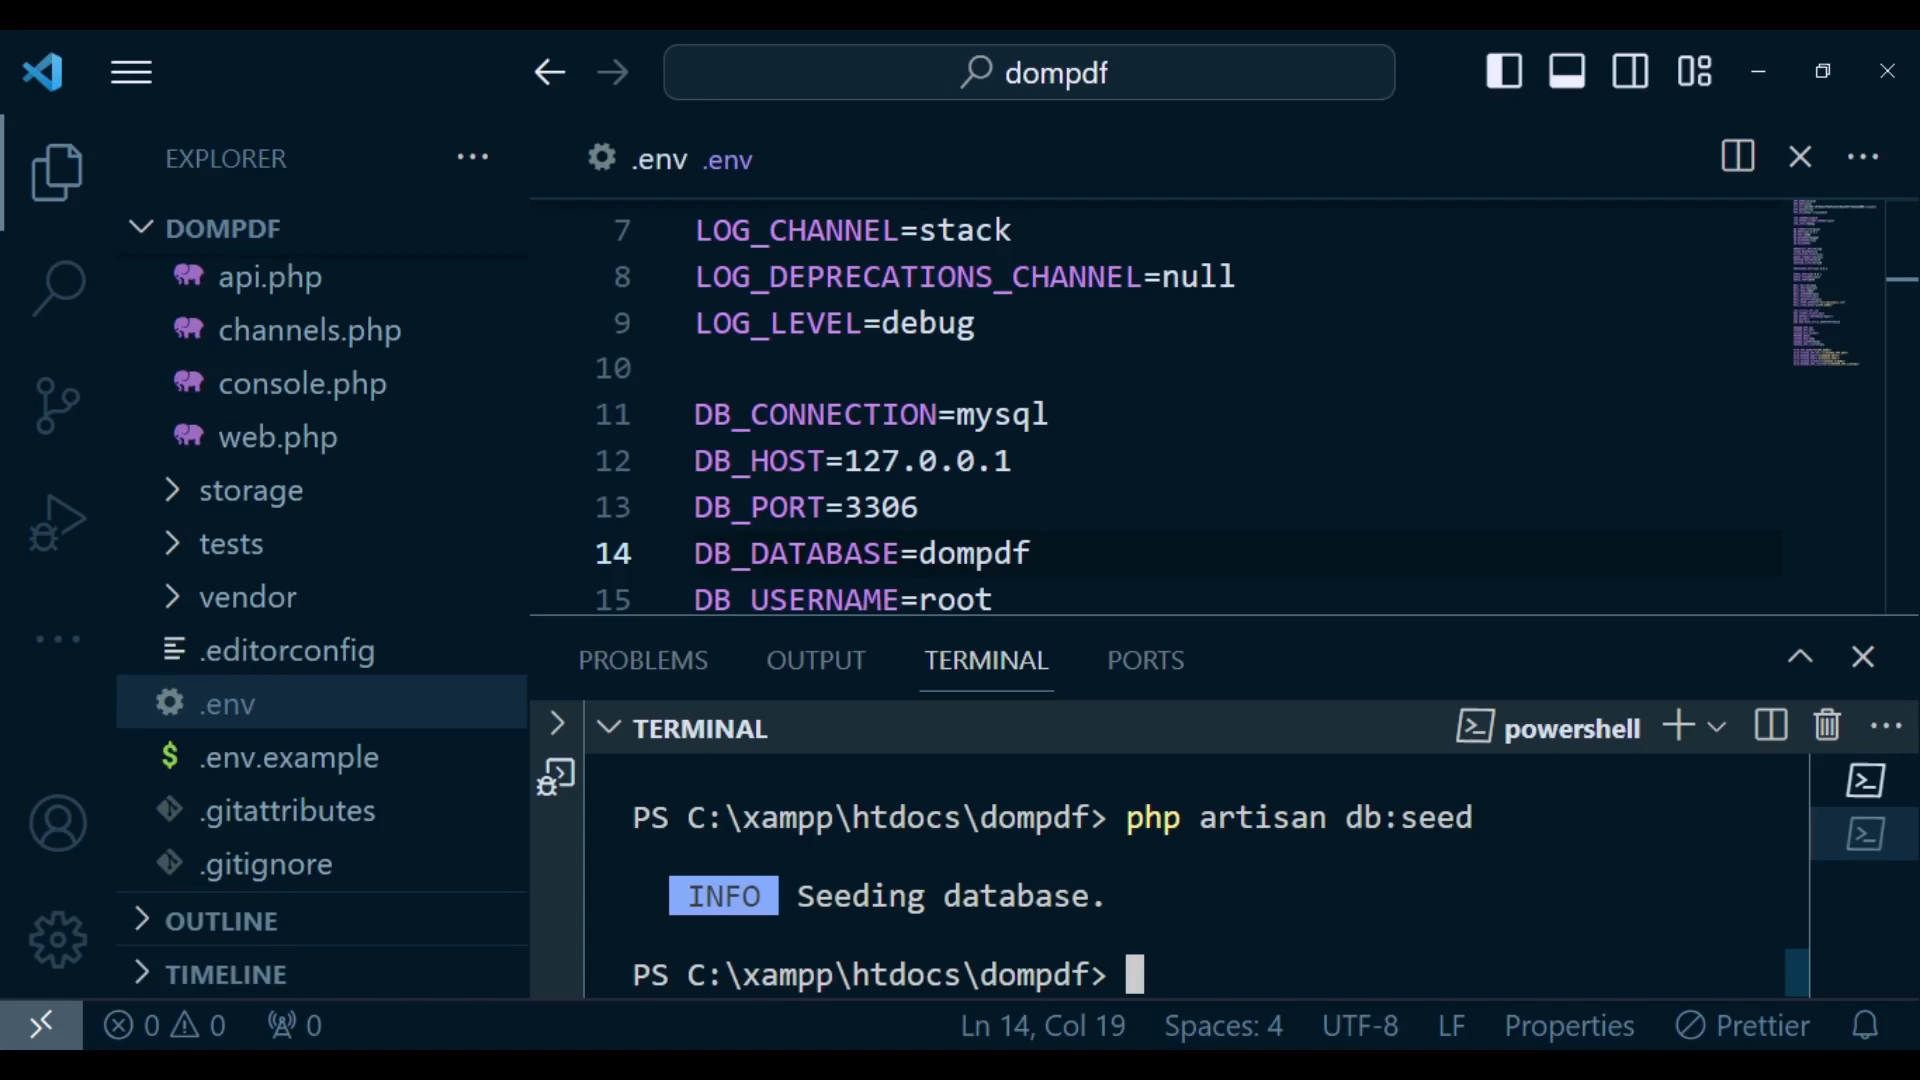 dompdf
EXPLORER
DOMPDF
api.php
channels.php
console.php
web.php
storage
tests
vendor
.editorconfig
.env
.env.example
.gitattributes
.gitignore
OUTLINE
TIMELINE
.env .env
7 LOG_CHANNEL=stack
8 LOG_DEPRECATIONS_CHANNEL=null
9 LOG_LEVEL=debug
10
11 DB_CONNECTION=mysql
12 DB_HOST=127.0.0.1
13 DB_PORT=3306
14 DB_DATABASE=dompdf
15 DB_USERNAME=root
PROBLEMS OUTPUT TERMINAL PORTS
TERMINAL powershell
PS C:\xampp\htdocs\dompdf> php artisan db:seed
INFO Seeding database.
PS C:\xampp\htdocs\dompdf>
0 0 0 Ln 14, Col 19 Spaces: 4 UTF-8 LF Properties Prettier